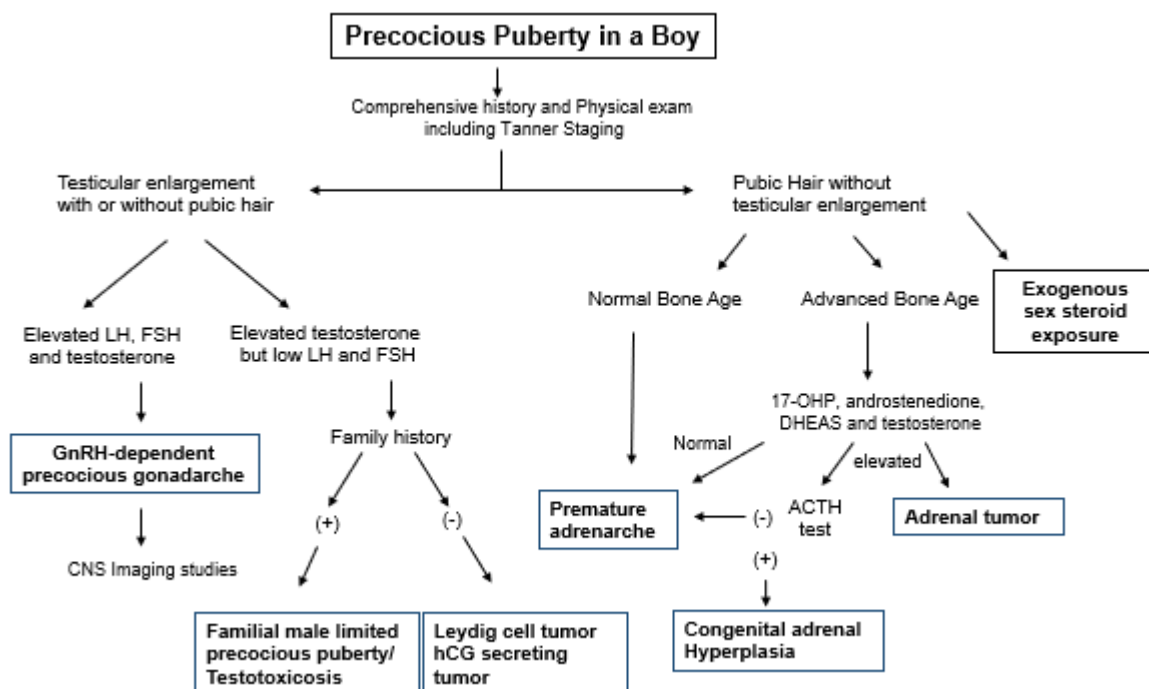 Precocious Puberty in a Boy
Comprehensive history and Physical exam
including Tanner Staging
Testicular enlargement
with or without pubic hair
Pubic Hair without
testicular enlargement
Elevated LH, FSH
and testosterone
Elevated testosterone
but low LH and FSH
Normal Bone Age
Advanced Bone Age
Exogenous
sex steroid
exposure
GnRH-dependent
precocious gonadarche
Family history
17-OHP, androstenedione,
DHEAS and testosterone
Normal
elevated
CNS Imaging studies
(+)
(-)
Premature
adrenarche
(-)
ACTH
test
Adrenal tumor
(+)
Familial male limited
precocious puberty/
Testotoxicosis
Leydig cell tumor
hCG secreting
tumor
Congenital adrenal
Hyperplasia